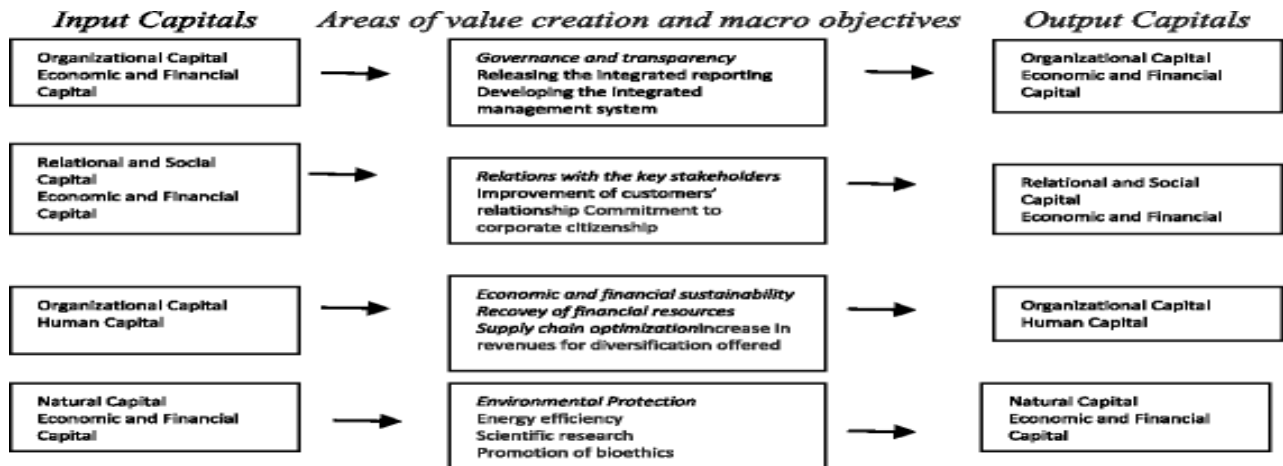 Input Capitals
Areas of value creation and macro objectives
Output Capitals
Organizational Capital
Economic and Financial
Capital
Governance and transparency
Releasing the integrated reporting
Developing the integrated
management system
Organizational Capital
Economic and Financial
Capital
Relational and Social
Capital
Economic and Financial
Capital
Relations with the key stakeholders
Improvement of customers'
relationship Commitment to
corporate citizenship
Relational and Social
Capital
Economic and Financial
Organizational Capital
Human Capital
Economic and financial sustainability
Recovey of financial resources
Supply chain optimizationIncrease in
revenues for diversification offered
Organizational Capital
Human Capital
Natural Capital
Economic and Financial
Capital
Environmental Protection
Energy efficiency
Scientific research
Promotion of bioethics
Natural Capital
Economic and Financial
Capital